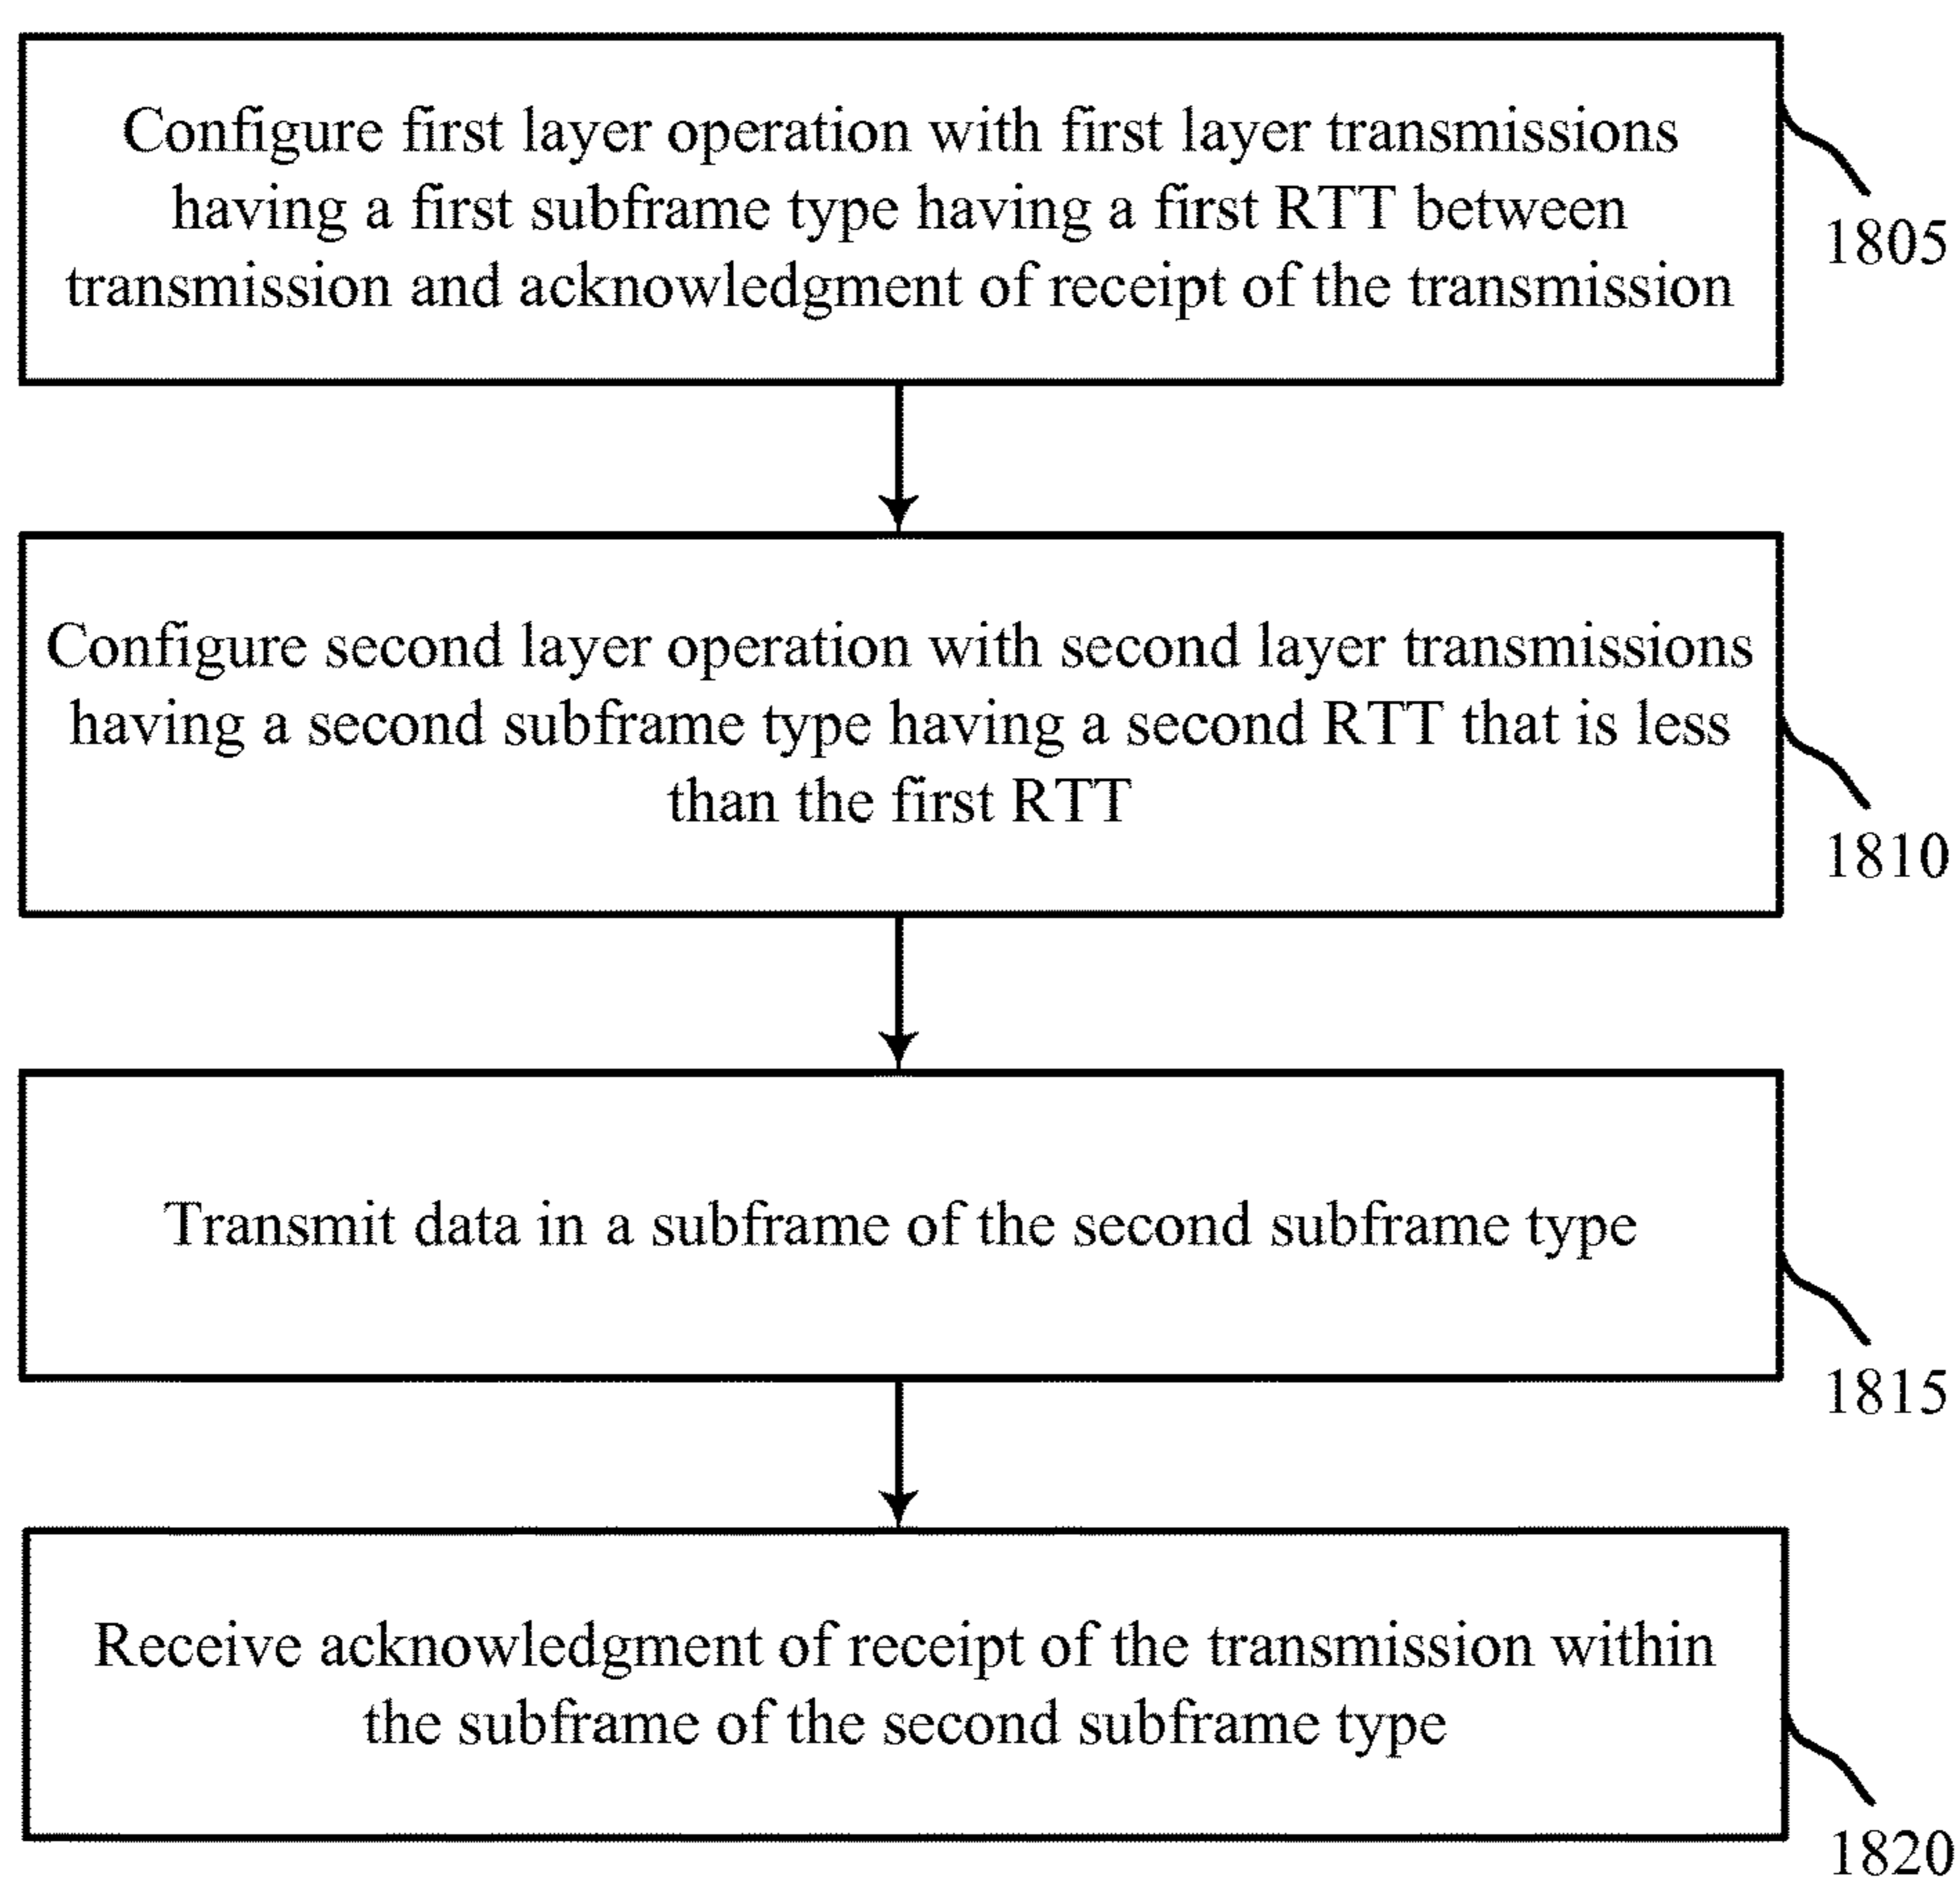 Configure first layer operation with first layer transmissions
having a first subframe type having a first RTT between
transmission and acknowledgment of receipt of the transmission
1805
Configure second layer operation with second layer transmissions
having a second subframe type having a second RTT that is less
than the first RTT
1810
Transmit data in a subframe of the second subframe type
1815
Receive acknowledgment of receipt of the transmission within
the subframe of the second subframe type
1820